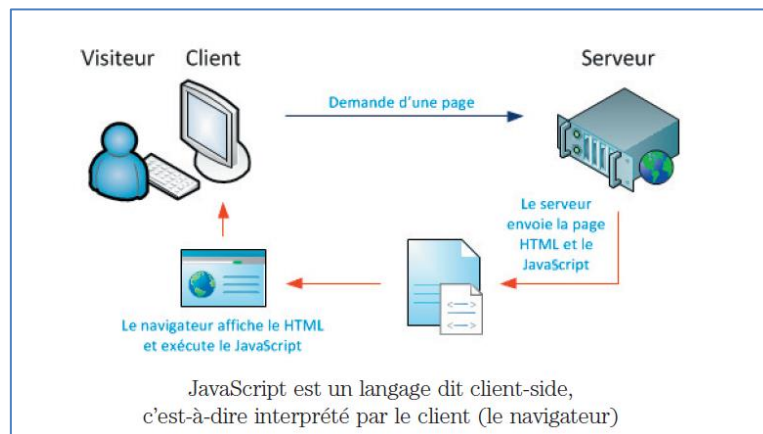 Visiteur Client
Serveur
Demande d'une page
Le serveur
envoie la page
HTML et le
JavaScript
Le navigateur affiche le HTML
et exécute le JavaScript
JavaScript est un langage dit client-side,
c'est-à-dire interprété par le client (le navigateur)